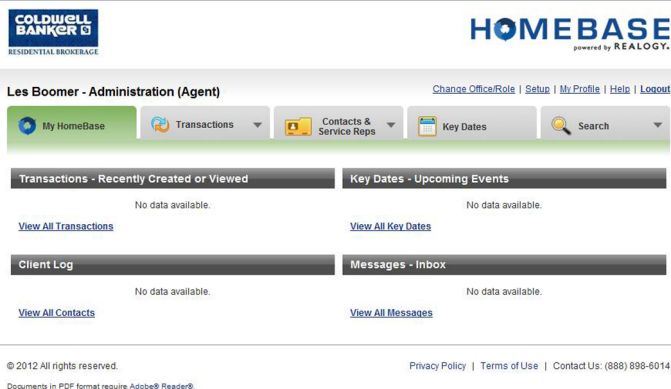 COLDWELL
BANKER
RESIDENTIAL BROKERAGE
HOMEBASE
powered by REALOGY.
Les Boomer - Administration (Agent)
Change Office/Role | Setup | My Profile | Help | Logout
My HomeBase
Transactions
Contacts &
Service Reps
Key Dates
Search
Transactions - Recently Created or Viewed
No data available.
View All Transactions
Key Dates - Upcoming Events
No data available.
View All Key Dates
Client Log
No data available.
View All Contacts
Messages - Inbox
No data available.
View All Messages
© 2012 All rights reserved.
Privacy Policy | Terms of Use | Contact Us: (888) 898-6014
Documents in PDF format require Adobe® Reader®.